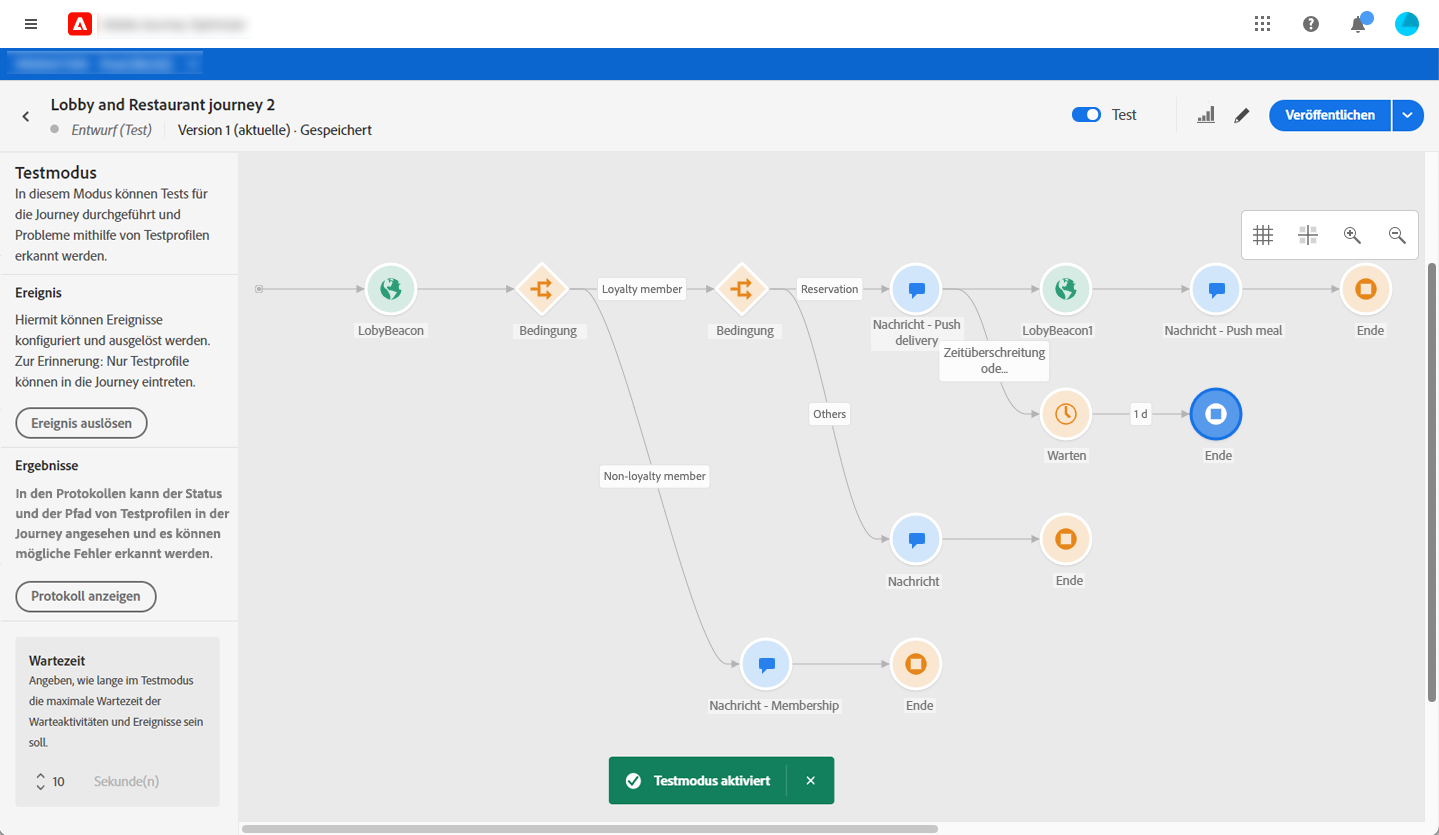 Lobby and Restaurant journey 2
Entwurf (Test)
Version 1 (aktuelle) · Gespeichert
Test
Veröffentlichen
Testmodus
In diesem Modus können Tests für
die Journey durchgeführt und
Probleme mithilfe von Testprofilen
erkannt werden.
Ereignis
Hiermit können Ereignisse
konfiguriert und ausgelöst werden.
Zur Erinnerung: Nur Testprofile
können in die Journey eintreten.
Ereignis auslösen
Ergebnisse
In den Protokollen kann der Status
und der Pfad von Testprofilen in der
Journey angesehen und es können
mögliche Fehler erkannt werden.
Protokoll anzeigen
Wartezeit
Angeben, wie lange im Testmodus
die maximale Wartezeit der
Warteaktivitäten und Ereignisse sein
soll.
10
Sekunde(n)
LobyBeacon
Bedingung
Loyalty member
Bedingung
Reservation
Nachricht - Push
delivery
LobyBeacon1
Nachricht - Push meal
Ende
Zeitüberschreitung
ode...
Warten
1 d
Ende
Others
Nachricht
Ende
Non-loyalty member
Nachricht - Membership
Ende
Testmodus aktiviert